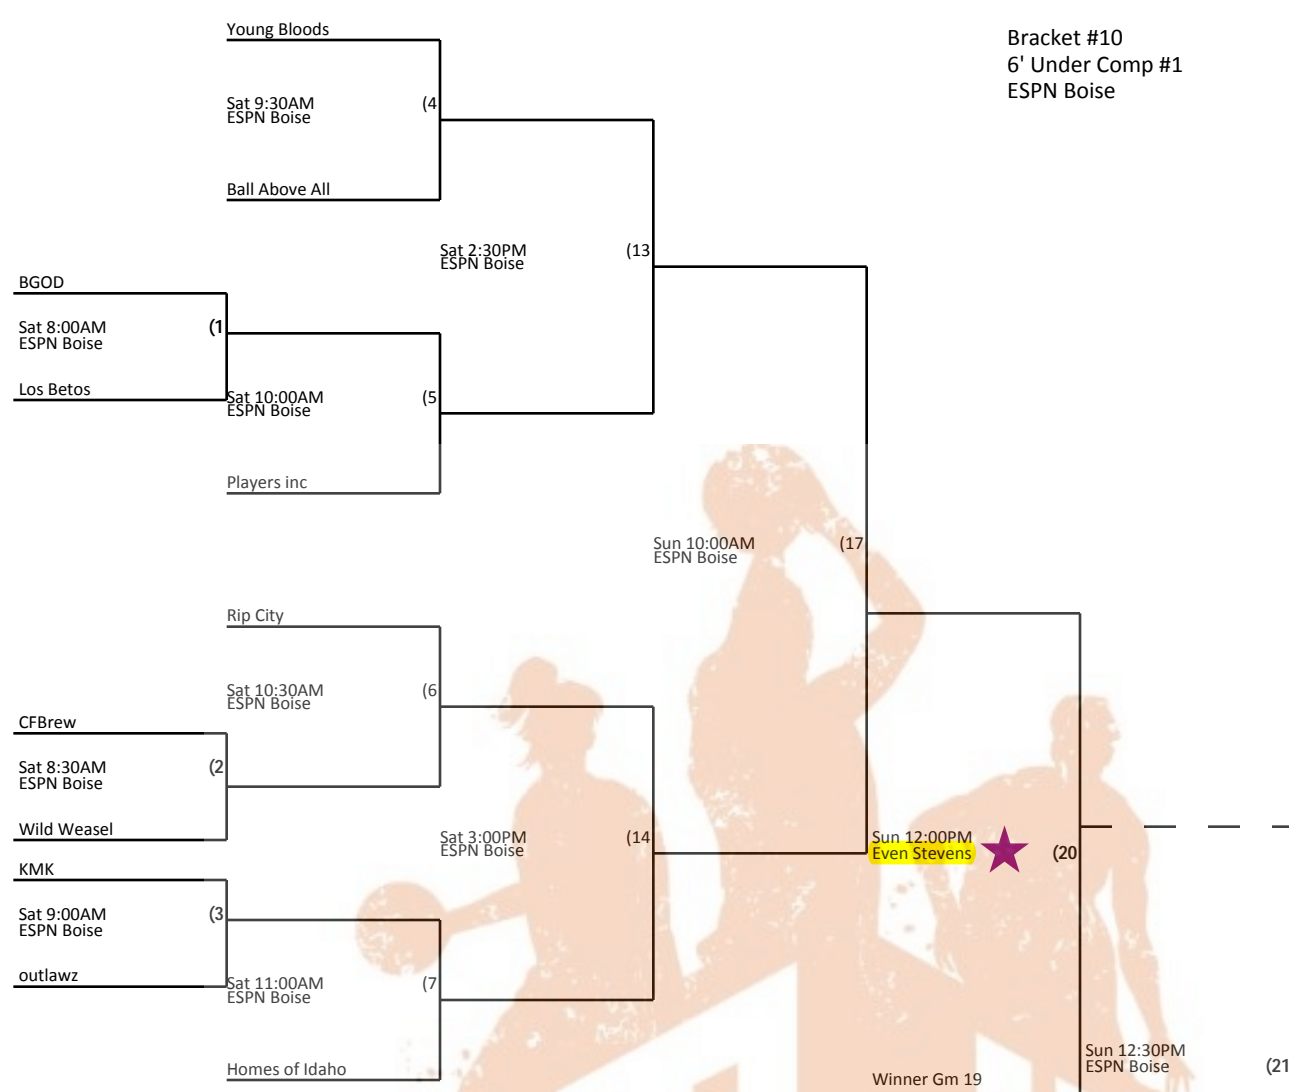 Young Bloods
Bracket #10
6' Under Comp #1
ESPN Boise
Sat 9:30AM
ESPN Boise
(4
Ball Above All
Sat 2:30PM
ESPN Boise
(13
BGOD
Sat 8:00AM
ESPN Boise
(1
Los Betos
Sat 10:00AM
ESPN Boise
(5
Players inc
Sun 10:00AM
ESPN Boise
(17
Rip City
Sat 10:30AM
ESPN Boise
(6
CFBrew
Sat 8:30AM
ESPN Boise
(2
Wild Weasel
Sat 3:00PM
ESPN Boise
(14
Sun 12:00PM
Even Stevens
(20
KMK
Sat 9:00AM
ESPN Boise
(3
outlawz
Sat 11:00AM
ESPN Boise
(7
Homes of Idaho
Winner Gm 19
Sun 12:30PM
ESPN Boise
(21